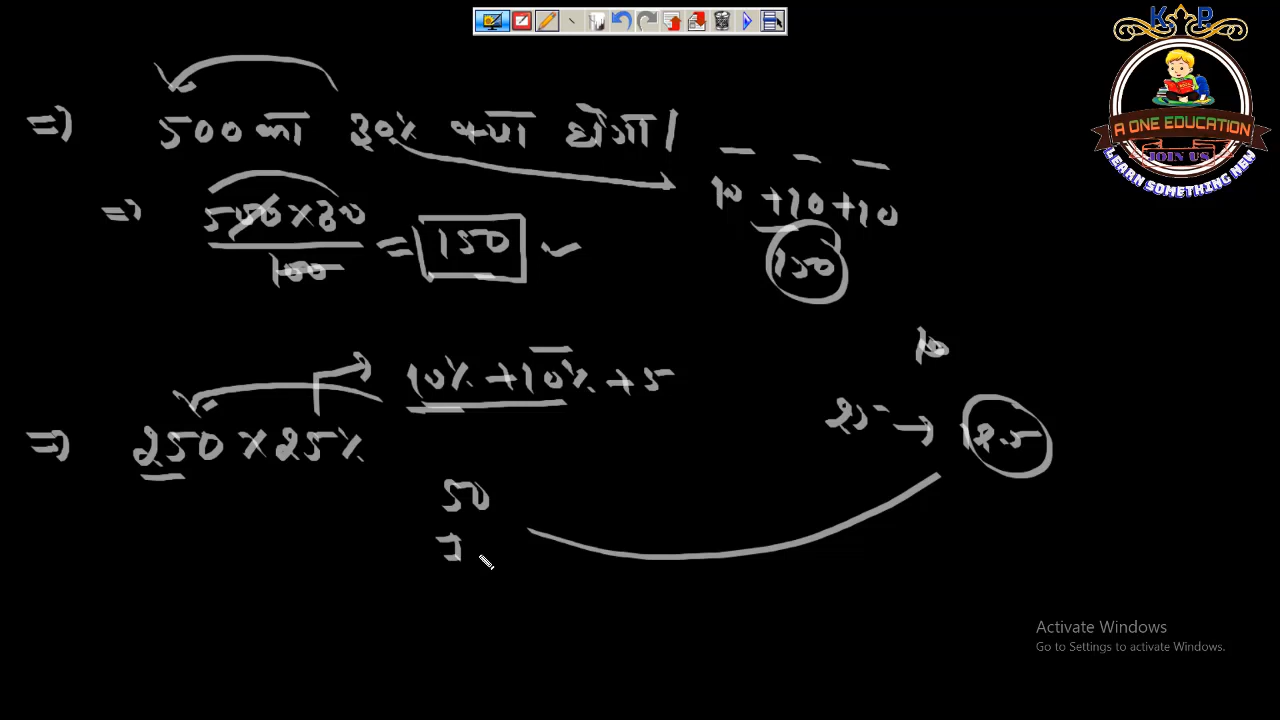 K P
A ONE EDUCATION
JOIN US
LEARN SOMETHING NEW
=> 500 का 30% क्या होगा|
10 + 10 + 10
150
=> 500 × 30 / 100 = 150
10% + 10% + 5
=> 250 × 25%
10
25 → 12.5
50
Activate Windows
Go to Settings to activate Windows.